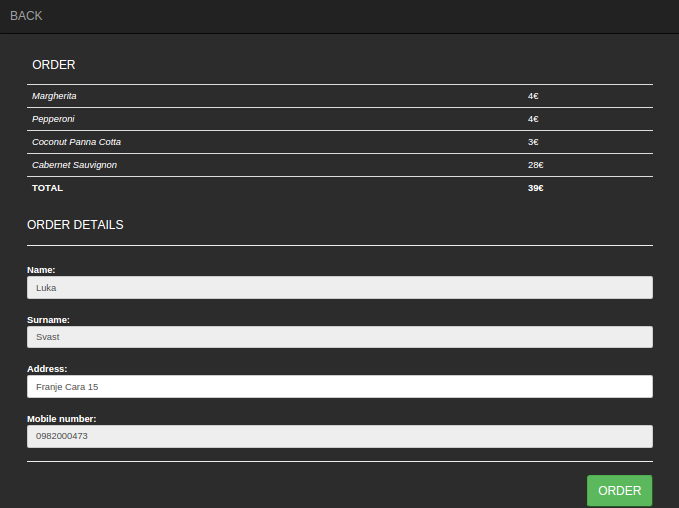 BACK
ORDER
Margherita 4€
Pepperoni 4€
Coconut Panna Cotta 3€
Cabernet Sauvignon 28€
TOTAL 39€
ORDER DETAILS
Name:
Luka
Surname:
Svast
Address:
Franje Cara 15
Mobile number:
0982000473
ORDER